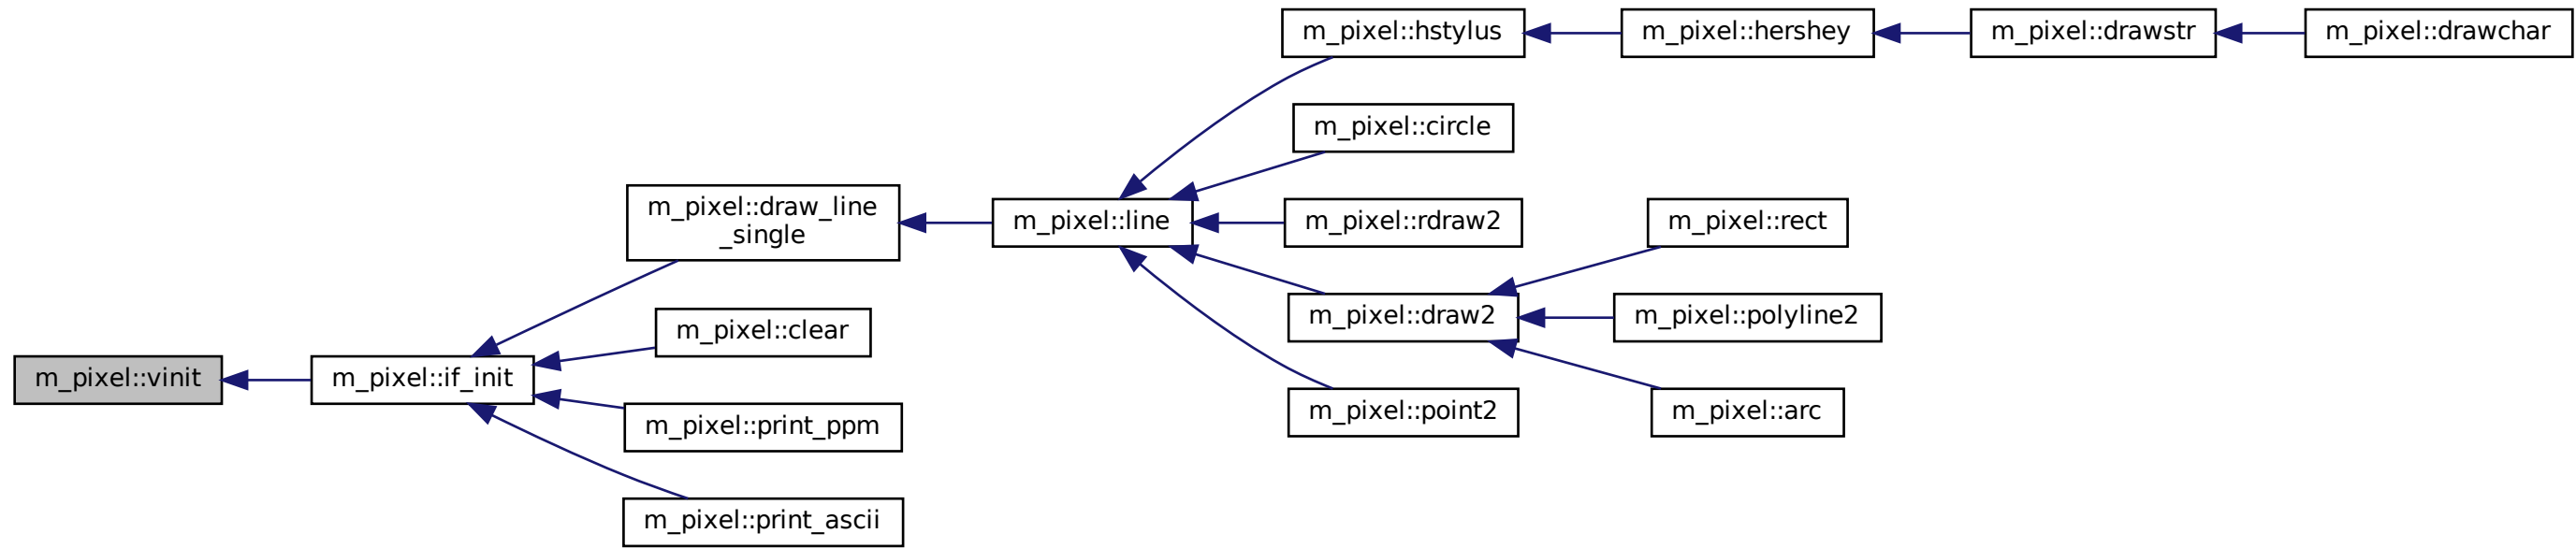 m_pixel::vinit
m_pixel::if_init
m_pixel::draw_line
_single
m_pixel::clear
m_pixel::print_ppm
m_pixel::print_ascii
m_pixel::line
m_pixel::hstylus
m_pixel::circle
m_pixel::rdraw2
m_pixel::draw2
m_pixel::point2
m_pixel::hershey
m_pixel::drawstr
m_pixel::drawchar
m_pixel::rect
m_pixel::polyline2
m_pixel::arc